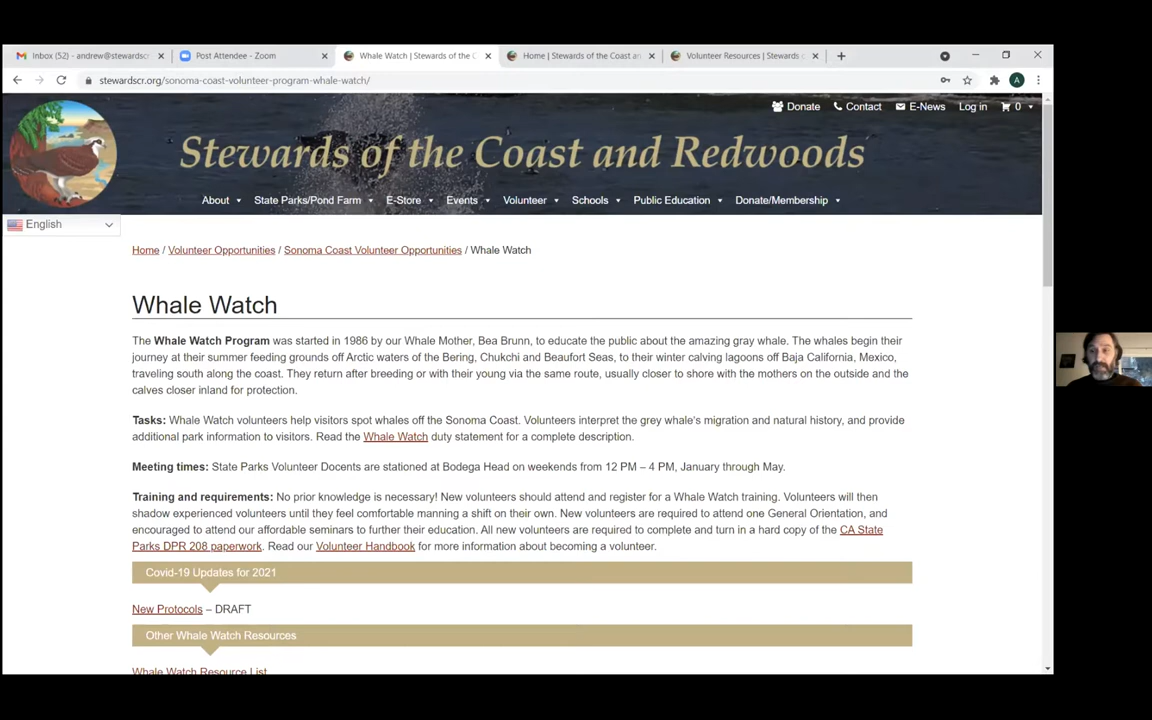 Inbox (52) - andrew@stewardscr
Post Attendee - Zoom
Whale Watch | Stewards of the C
Home | Stewards of the Coast an
Volunteer Resources | Stewards
stewardscr.org/sonoma-coast-volunteer-program-whale-watch/
A
Donate
Contact
E-News
Log in
0
Stewards of the Coast and Redwoods
About
State Parks/Pond Farm
E-Store
Events
Volunteer
Schools
Public Education
Donate/Membership
English
Home / Volunteer Opportunities / Sonoma Coast Volunteer Opportunities / Whale Watch
Whale Watch
The Whale Watch Program was started in 1986 by our Whale Mother, Bea Brunn, to educate the public about the amazing gray whale. The whales begin their
journey at their summer feeding grounds off Arctic waters of the Bering, Chukchi and Beaufort Seas, to their winter calving lagoons off Baja California, Mexico,
traveling south along the coast. They return after breeding or with their young via the same route, usually closer to shore with the mothers on the outside and the
calves closer inland for protection.
Tasks: Whale Watch volunteers help visitors spot whales off the Sonoma Coast. Volunteers interpret the grey whale's migration and natural history, and provide
additional park information to visitors. Read the Whale Watch duty statement for a complete description.
Meeting times: State Parks Volunteer Docents are stationed at Bodega Head on weekends from 12 PM – 4 PM, January through May.
Training and requirements: No prior knowledge is necessary! New volunteers should attend and register for a Whale Watch training. Volunteers will then
shadow experienced volunteers until they feel comfortable manning a shift on their own. New volunteers are required to attend one General Orientation, and
encouraged to attend our affordable seminars to further their education. All new volunteers are required to complete and turn in a hard copy of the CA State
Parks DPR 208 paperwork. Read our Volunteer Handbook for more information about becoming a volunteer.
Covid-19 Updates for 2021
New Protocols – DRAFT
Other Whale Watch Resources
Whale Watch Resource List